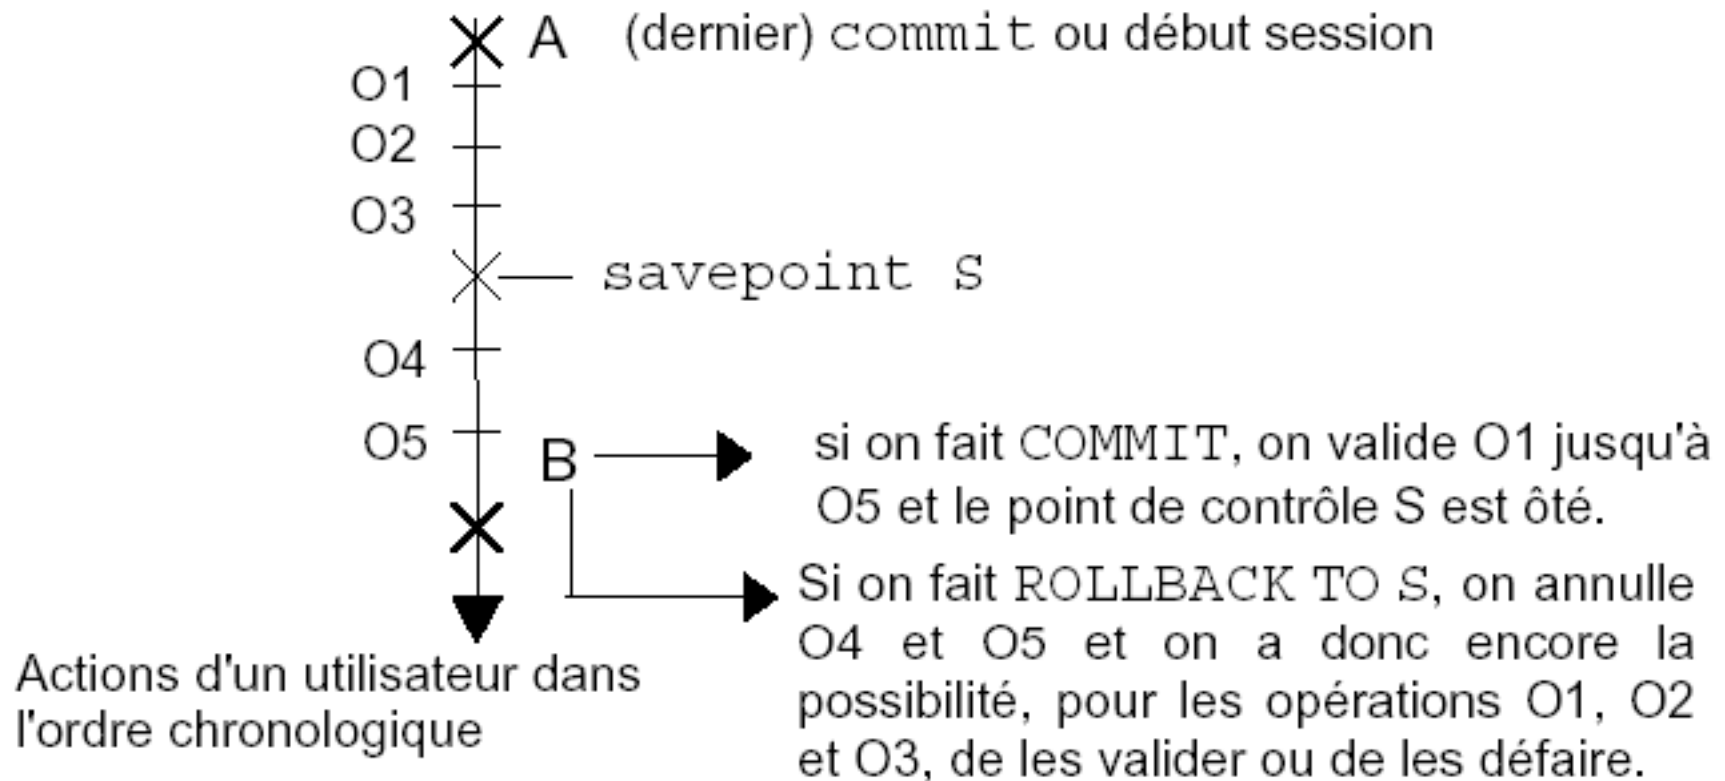 A (dernier) commit ou début session
O1
O2
O3
savepoint S
O4
O5
B
si on fait COMMIT, on valide O1 jusqu'à
O5 et le point de contrôle S est ôté.
Si on fait ROLLBACK TO S, on annulle
O4 et O5 et on a donc encore la
possibilité, pour les opérations O1, O2
et O3, de les valider ou de les défaire.
Actions d'un utilisateur dans
l'ordre chronologique